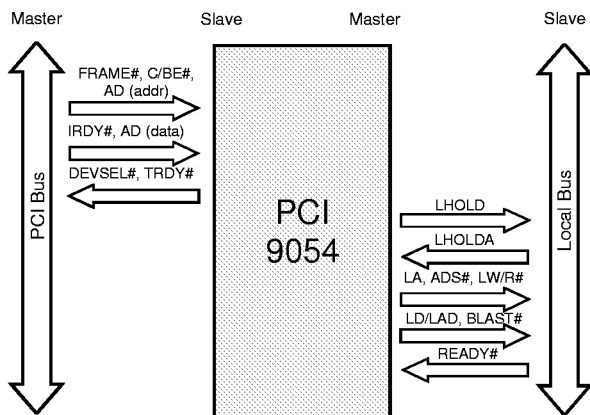 Master Slave Master Slave
FRAME#, C/BE#,
AD (addr)
IRDY#, AD (data)
DEVSEL#, TRDY#
PCI Bus
PCI
9054
LHOLD
LHOLDA
LA, ADS#, LW/R#
LD/LAD, BLAST#
READY#
Local Bus